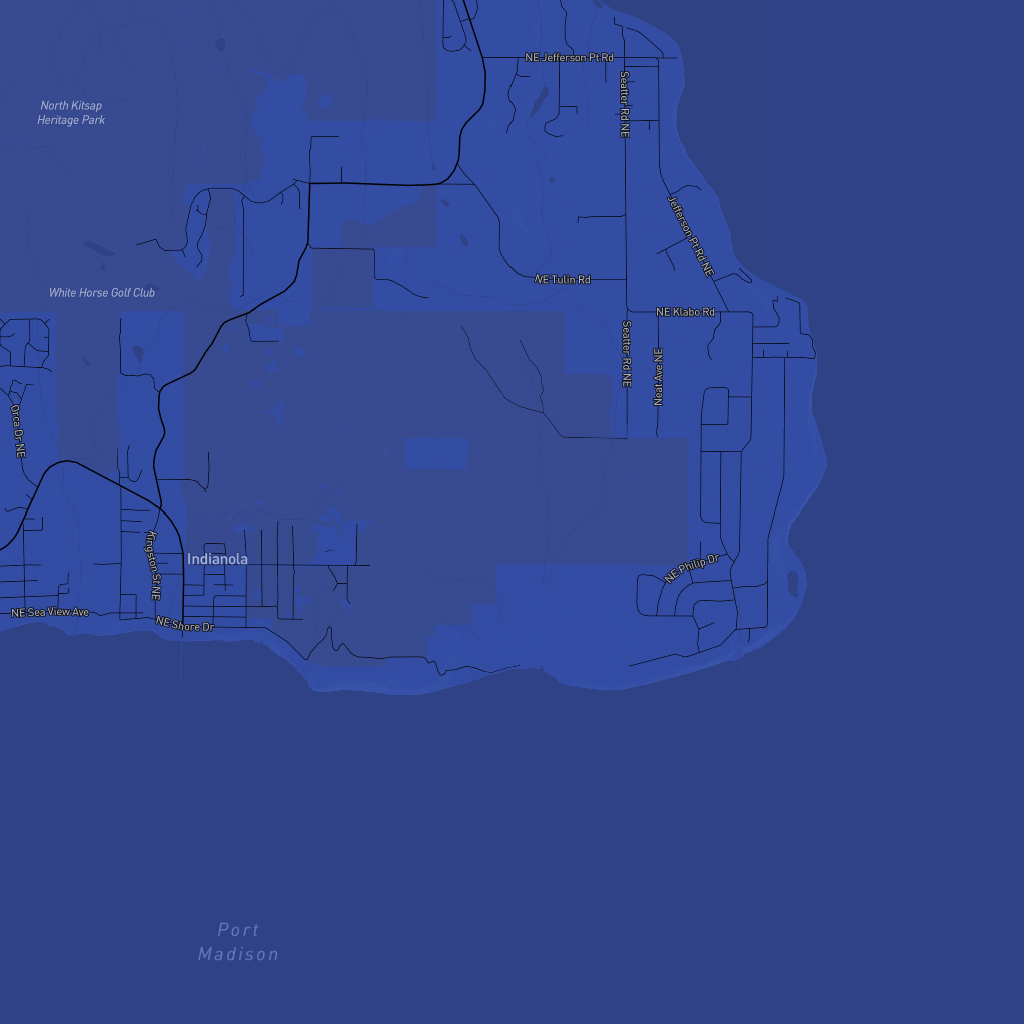 NE Jefferson Pt Rd
Seatter Rd NE
North Kitsap
Heritage Park
Jefferson Pt Rd NE
NE Tulin Rd
White Horse Golf Club
NE Klabo Rd
Seatter Rd NE
Neat Ave NE
Orca Dr NE
Kingston St NE
Indianola
NE Philip Dr
NE Sea View Ave
NE Shore Dr
Port
Madison